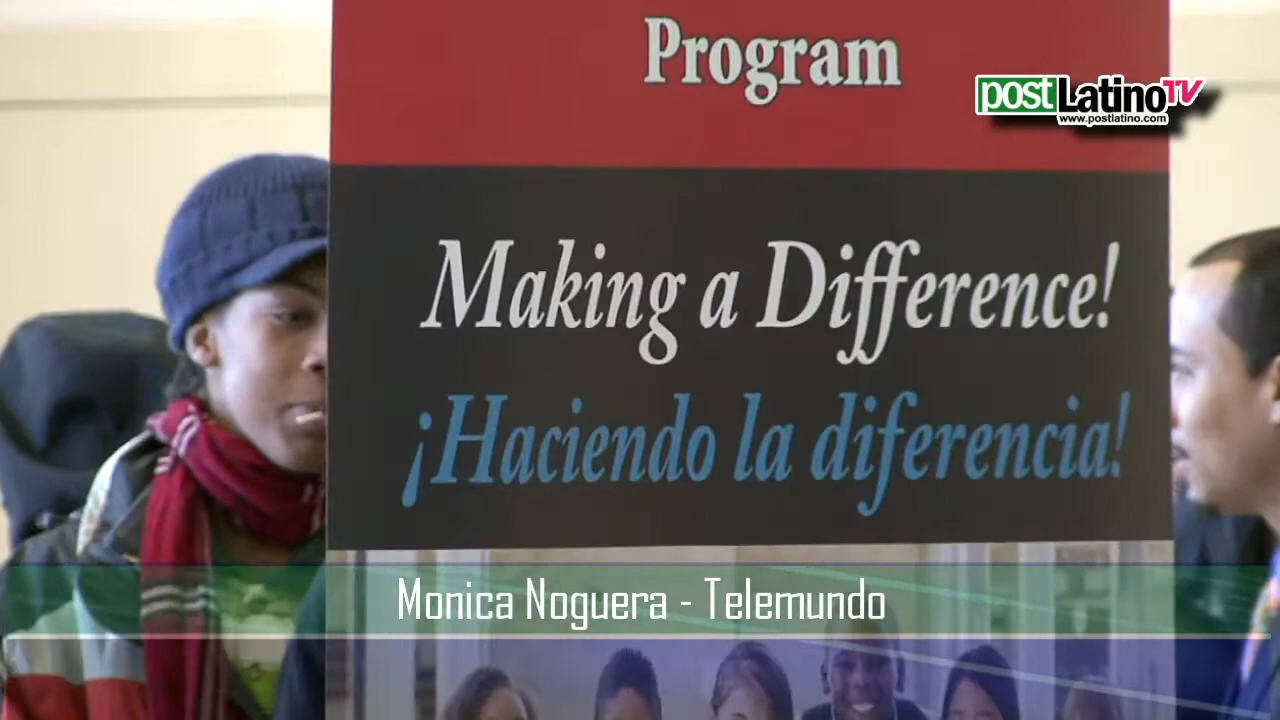 Program
postLatinoTV
www.postlatino.com
Making a Difference!
¡Haciendo la diferencia!
Monica Noguera - Telemundo